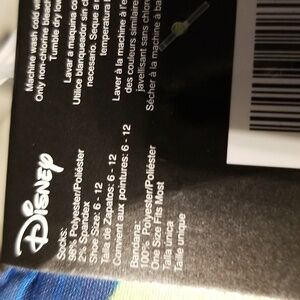 Machine wash cold w
Only non-chlorine bleach
Tumble dry low
Lavar a maquina co
Utilice blanqueador sin c
necesario. Seque a
temperatura
Laver à la machine à l'e
des couleurs similaire
javellisant sans chlore
Sécher à la machine à ba
Disney
Socks:
98% Polyester/Poliéster
2% Spandex
Shoe Size: 6 - 12
Talla de Zapatos: 6 - 12
Convient aux pointures: 6 - 12
Bandana:
100% Polyester/Poliéster
One Size Fits Most
Talla única
Taille unique